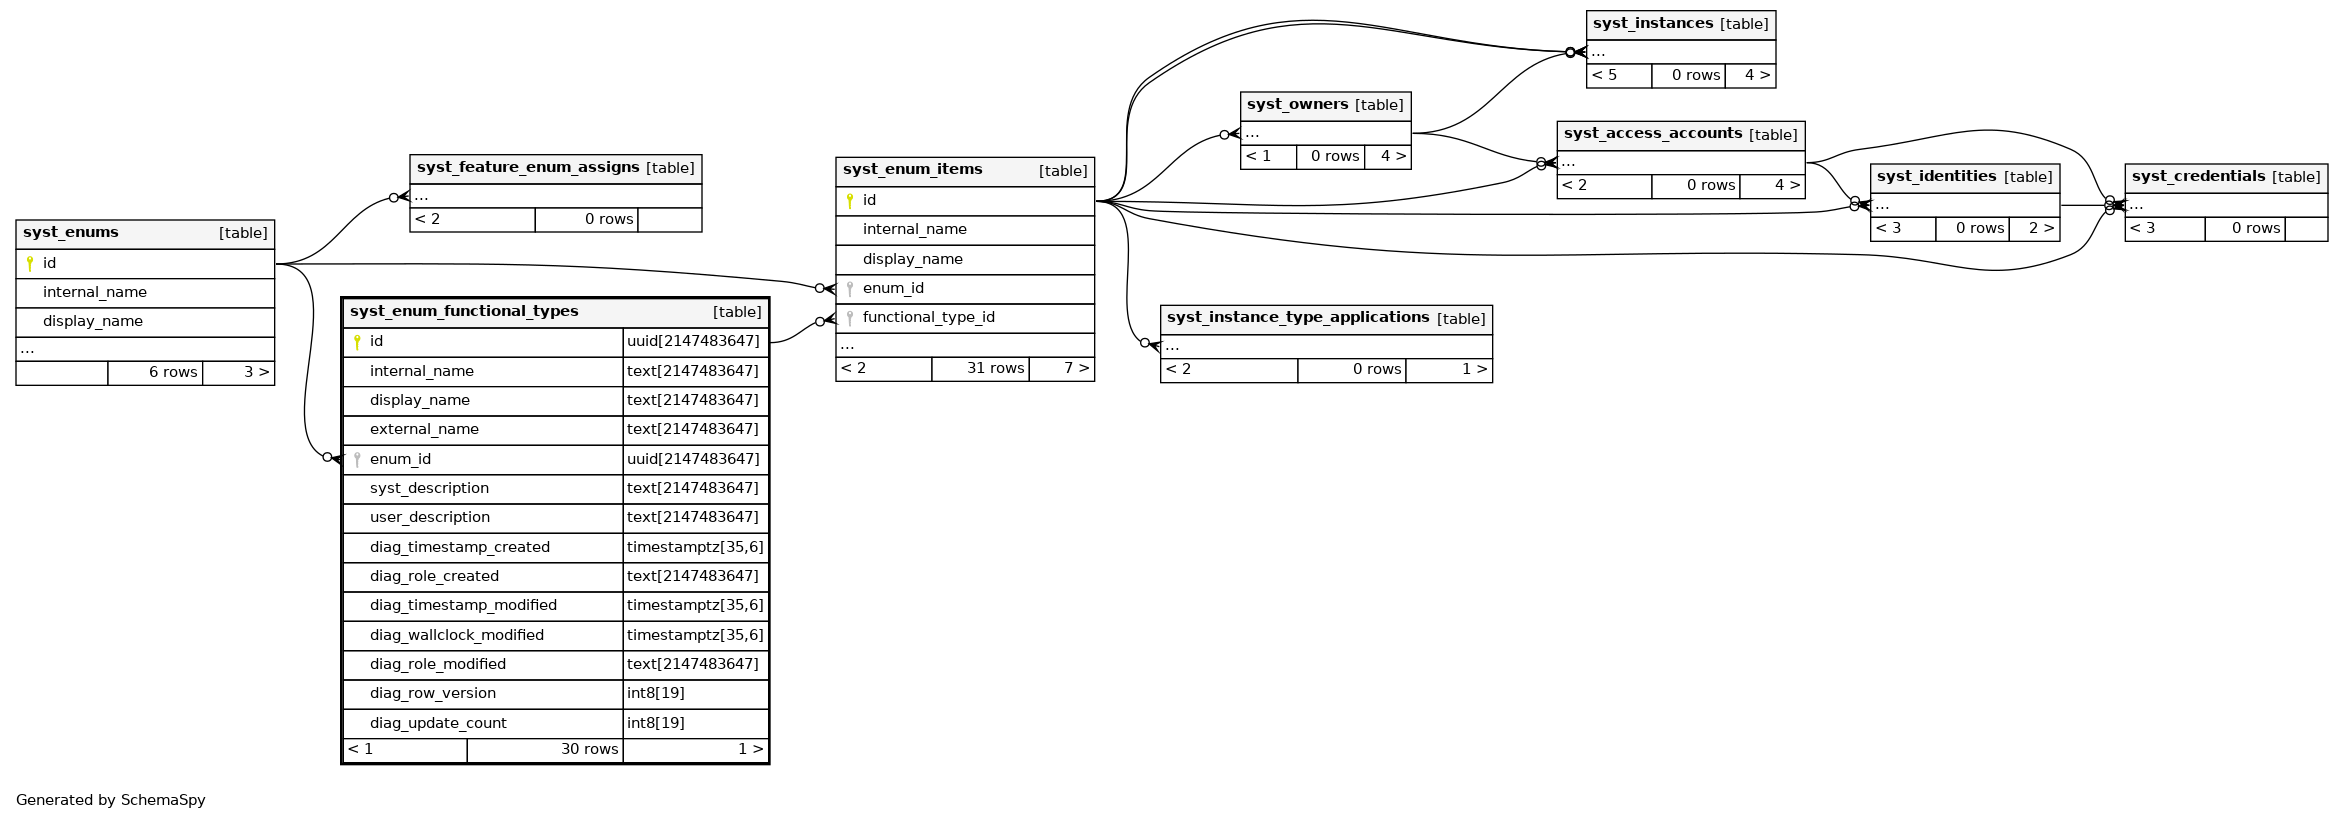 syst_enums [table]
id
internal_name
display_name
...
6 rows 3 >
syst_feature_enum_assigns [table]
...
< 2 0 rows
syst_enum_functional_types [table]
id uuid[2147483647]
internal_name text[2147483647]
display_name text[2147483647]
external_name text[2147483647]
enum_id uuid[2147483647]
syst_description text[2147483647]
user_description text[2147483647]
diag_timestamp_created timestamptz[35,6]
diag_role_created text[2147483647]
diag_timestamp_modified timestamptz[35,6]
diag_wallclock_modified timestamptz[35,6]
diag_role_modified text[2147483647]
diag_row_version int8[19]
diag_update_count int8[19]
< 1 30 rows 1 >
syst_enum_items [table]
id
internal_name
display_name
enum_id
functional_type_id
...
< 2 31 rows 7 >
syst_owners [table]
...
< 1 0 rows 4 >
syst_instance_type_applications [table]
...
< 2 0 rows 1 >
syst_instances [table]
...
< 5 0 rows 4 >
syst_access_accounts [table]
...
< 2 0 rows 4 >
syst_identities [table]
...
< 3 0 rows 2 >
syst_credentials [table]
...
< 3 0 rows
Generated by SchemaSpy